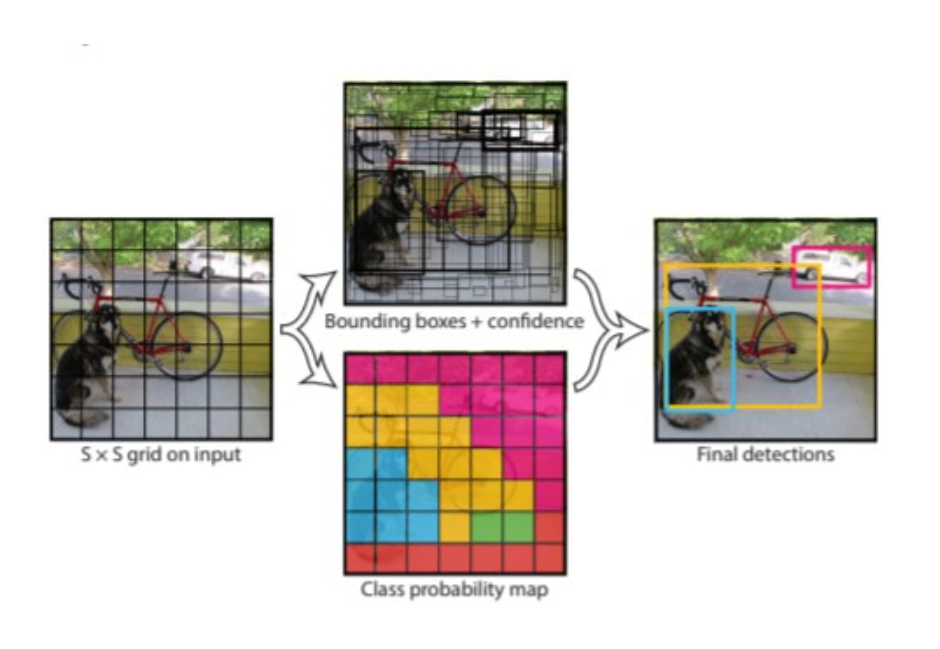 Bounding boxes + confidence
S × S grid on input
Final detections
Class probability map